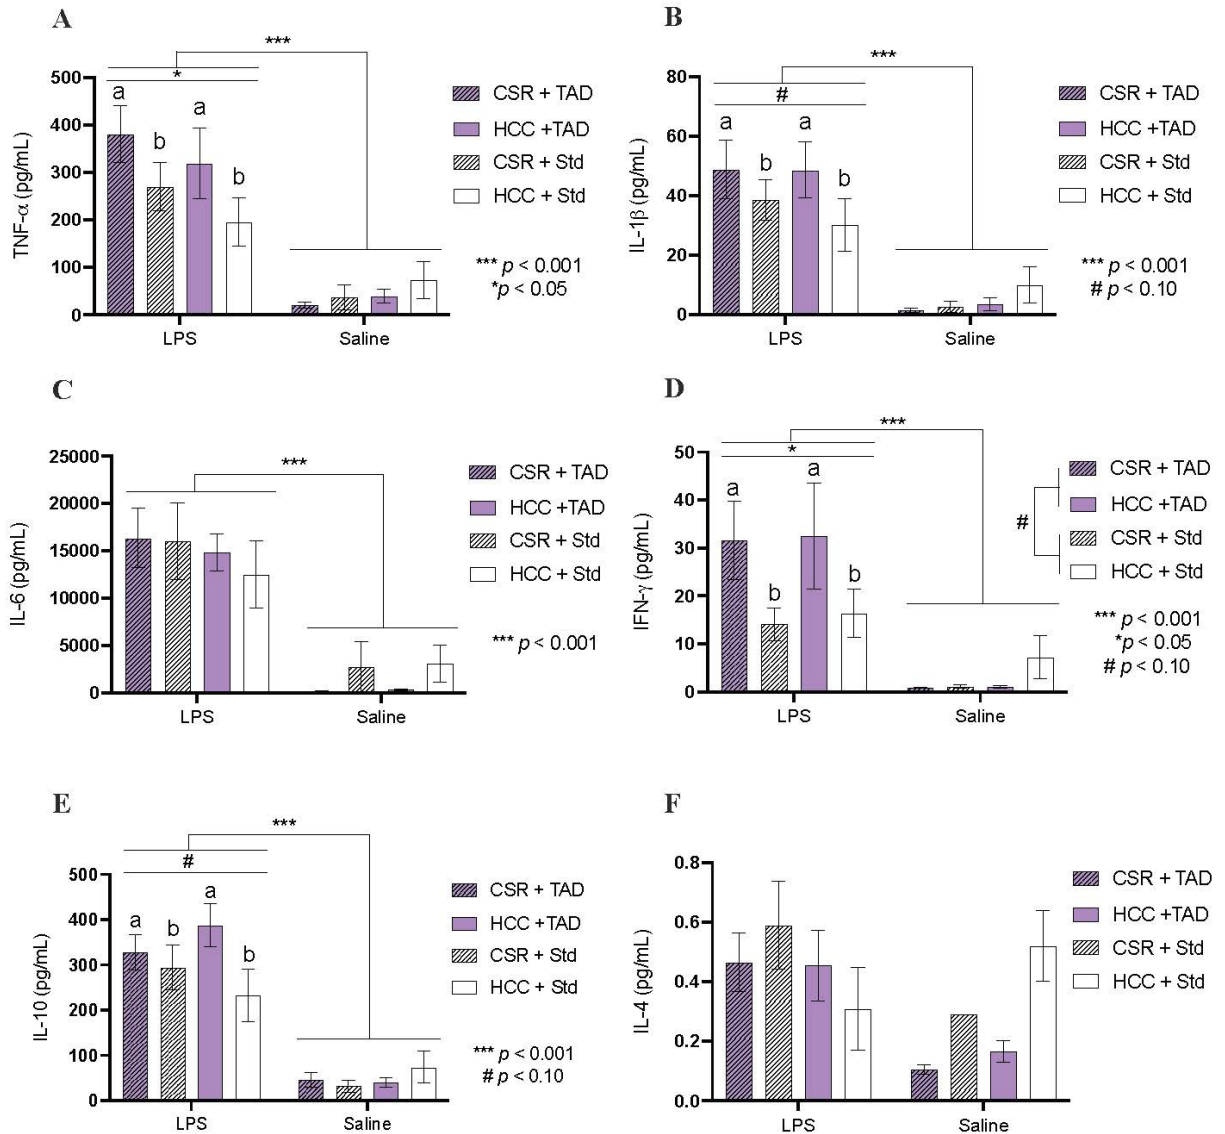 A
***
*
TNF-α (pg/mL)
500
400
300
200
100
0
a
b
a
b
LPS
Saline
CSR + TAD
HCC +TAD
CSR + Std
HCC + Std
*** p < 0.001
*p < 0.05
B
***
#
IL-1β (pg/mL)
80
60
40
20
0
a
b
a
b
LPS
Saline
CSR + TAD
HCC +TAD
CSR + Std
HCC + Std
*** p < 0.001
# p < 0.10
C
***
IL-6 (pg/mL)
25000
20000
15000
10000
5000
0
LPS
Saline
CSR + TAD
HCC +TAD
CSR + Std
HCC + Std
*** p < 0.001
D
***
*
IFN-γ (pg/mL)
50
40
30
20
10
0
a
b
a
b
LPS
Saline
#
CSR + TAD
HCC +TAD
CSR + Std
HCC + Std
*** p < 0.001
*p < 0.05
# p < 0.10
E
***
#
IL-10 (pg/mL)
500
400
300
200
100
0
a
b
a
b
LPS
Saline
CSR + TAD
HCC +TAD
CSR + Std
HCC + Std
*** p < 0.001
# p < 0.10
F
IL-4 (pg/mL)
0.8
0.6
0.4
0.2
0.0
LPS
Saline
CSR + TAD
HCC +TAD
CSR + Std
HCC + Std